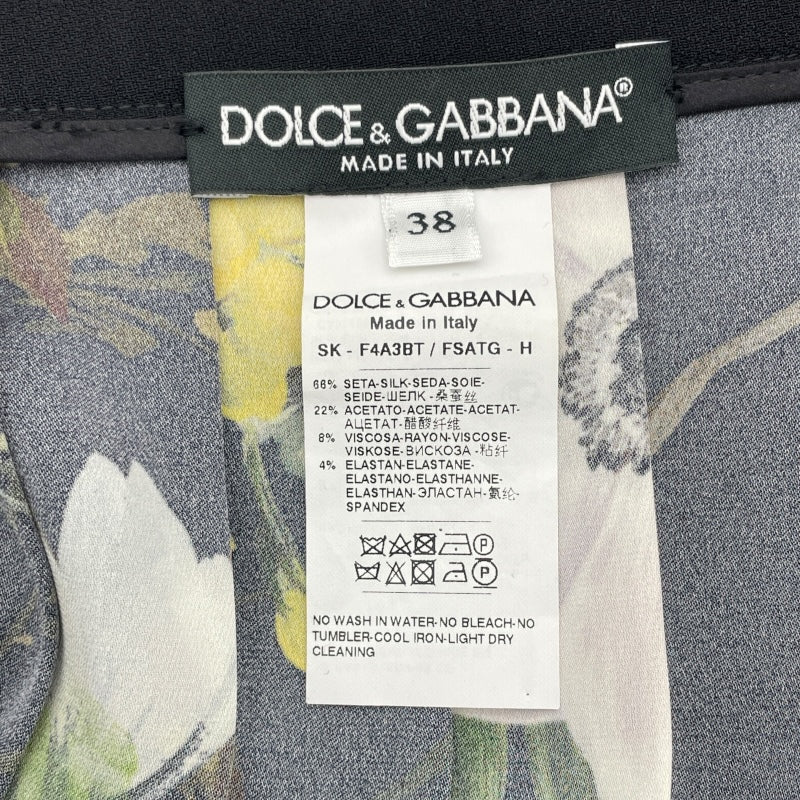 DOLCE & GABBANA®
MADE IN ITALY
38
DOLCE & GABBANA
Made in Italy
SK - F4A3BT / FSATG - H
66% SETA-SILK-SEDA-SOIE-
SEIDE-ШЕЛК-桑蚕丝
22% ACETATO-ACETATE-ACETAT-
АЦЕТАТ-醋酸纤维
8% VISCOSA-RAYON-VISCOSE-
VISKOSE-ВИСКОЗА-粘纤
4% ELASTAN-ELASTANE-
ELASTANO-ELASTHANNE-
ELASTHAN-ЭЛАСТАН-氨纶-
SPANDEX
P
P
NO WASH IN WATER-NO BLEACH-NO
TUMBLER-COOL IRON-LIGHT DRY
CLEANING